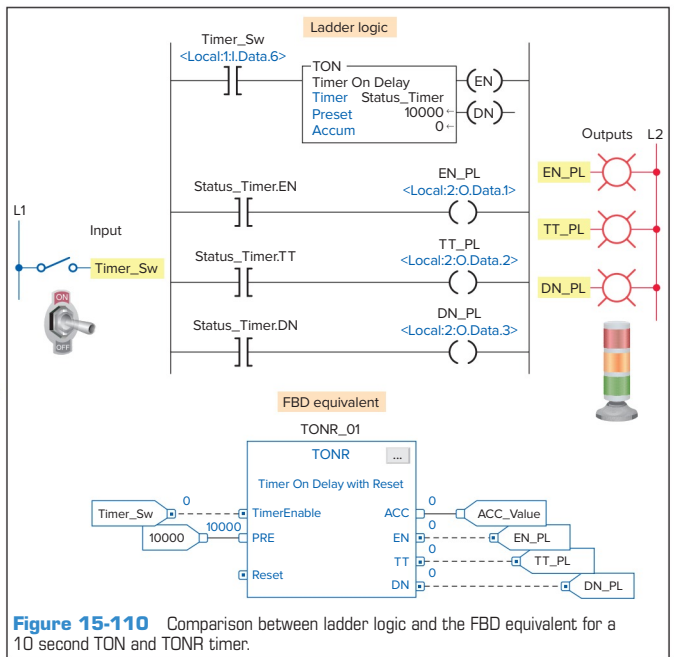 Ladder logic
Timer_Sw
<Local:1:I.Data.6>
TON
Timer On Delay
Timer Status_Timer
Preset 10000
Accum 0
EN
DN
Outputs L2
Status_Timer.EN
EN_PL
<Local:2:O.Data.1>
EN_PL
L1
Input
Timer_Sw
ON
OFF
Status_Timer.TT
TT_PL
<Local:2:O.Data.2>
TT_PL
Status_Timer.DN
DN_PL
<Local:2:O.Data.3>
DN_PL
FBD equivalent
TONR_01
TONR ...
Timer On Delay with Reset
Timer_Sw 0 TimerEnable ACC 0 ACC_Value
10000 10000 PRE EN 0 EN_PL
TT 0 TT_PL
Reset
DN 0 DN_PL
Figure 15-110 Comparison between ladder logic and the FBD equivalent for a
10 second TON and TONR timer.